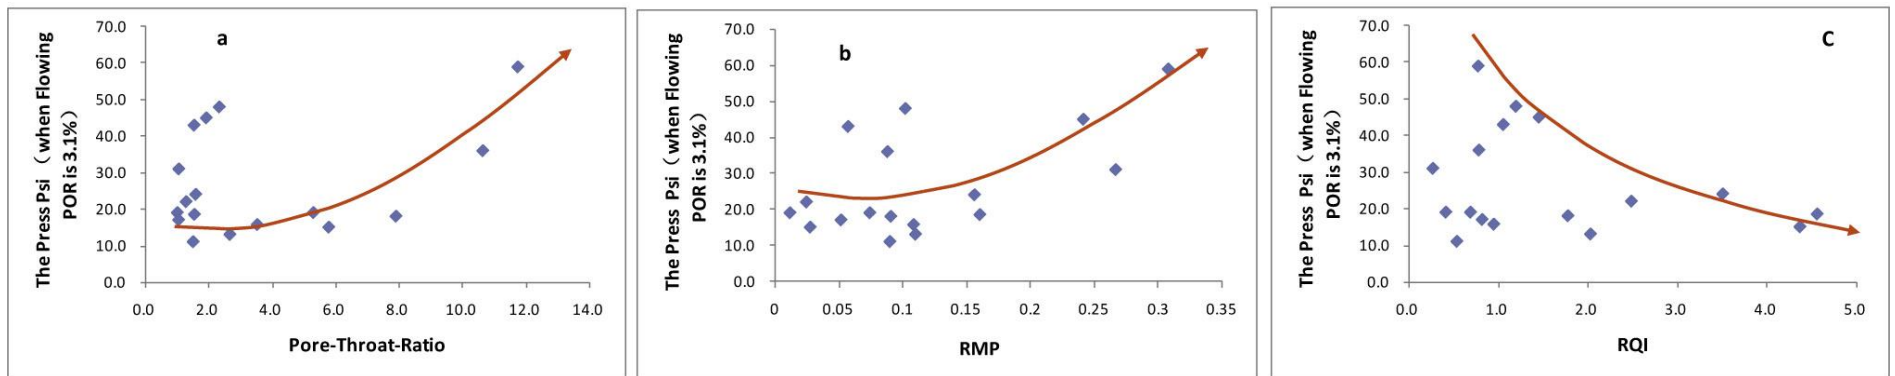 a
The Press Psi （when Flowing
POR is 3.1%）
70.0
60.0
50.0
40.0
30.0
20.0
10.0
0.0
0.0 2.0 4.0 6.0 8.0 10.0 12.0 14.0
Pore-Throat-Ratio
b
The Press Psi （when Flowing
POR is 3.1%）
70.0
60.0
50.0
40.0
30.0
20.0
10.0
0.0
0 0.05 0.1 0.15 0.2 0.25 0.3 0.35
RMP
C
The Press Psi （when Flowing
POR is 3.1%）
70.0
60.0
50.0
40.0
30.0
20.0
10.0
0.0
0.0 1.0 2.0 3.0 4.0 5.0
RQI